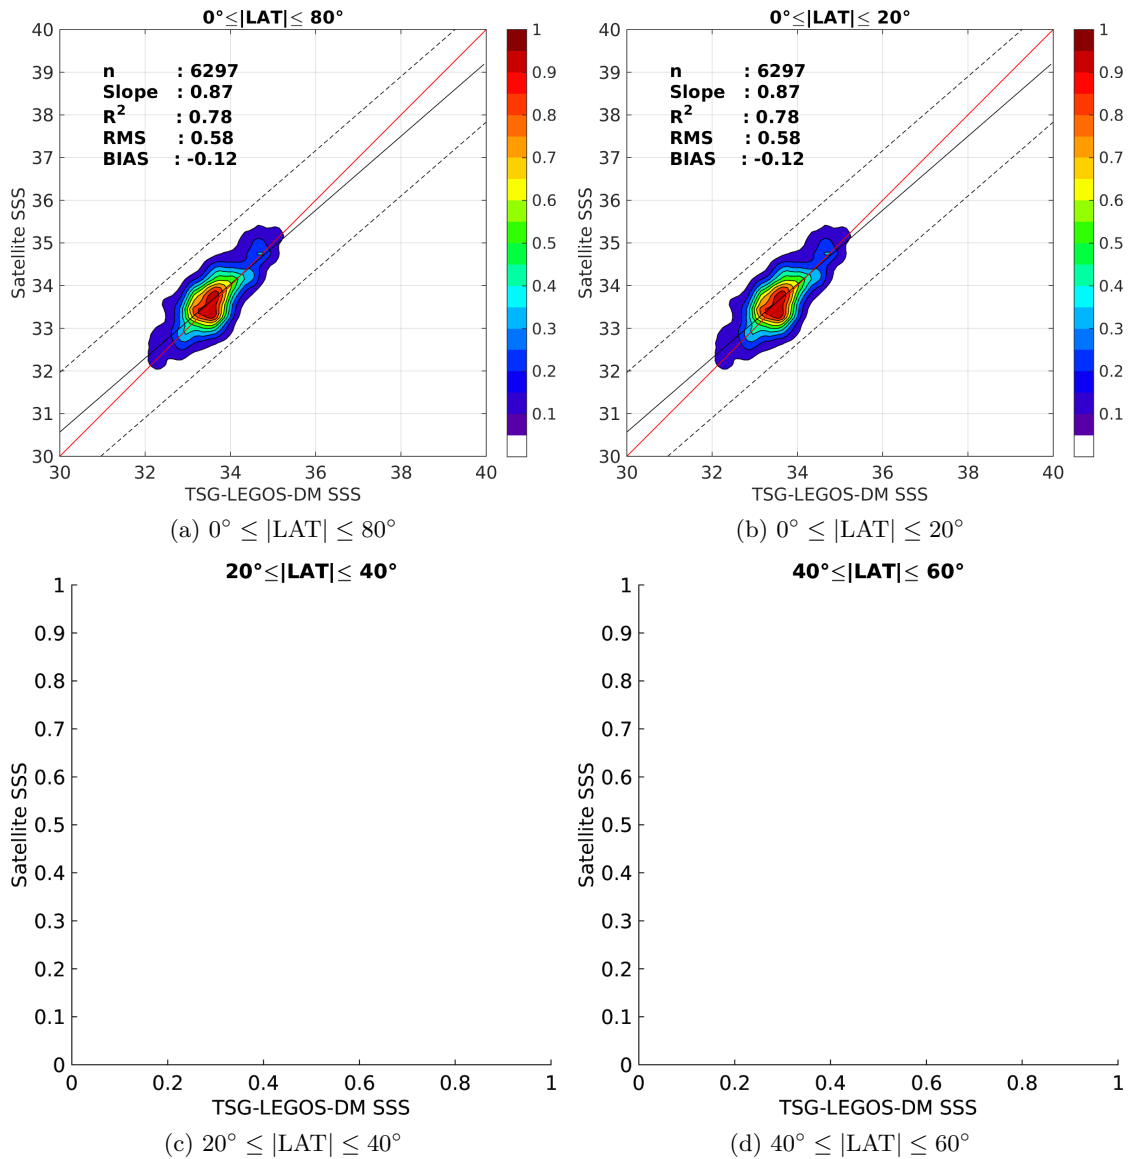 0°≤|LAT|≤ 80°
n : 6297
Slope : 0.87
R² : 0.78
RMS : 0.58
BIAS : -0.12
40
39
38
37
36
35
34
33
32
31
30
30 32 34 36 38 40
Satellite SSS
TSG-LEGOS-DM SSS
1
0.9
0.8
0.7
0.6
0.5
0.4
0.3
0.2
0.1
(a) 0° ≤ |LAT| ≤ 80°
0°≤|LAT|≤ 20°
n : 6297
Slope : 0.87
R² : 0.78
RMS : 0.58
BIAS : -0.12
40
39
38
37
36
35
34
33
32
31
30
30 32 34 36 38 40
Satellite SSS
TSG-LEGOS-DM SSS
1
0.9
0.8
0.7
0.6
0.5
0.4
0.3
0.2
0.1
(b) 0° ≤ |LAT| ≤ 20°
20°≤|LAT|≤ 40°
1
0.9
0.8
0.7
0.6
0.5
0.4
0.3
0.2
0.1
0
0 0.2 0.4 0.6 0.8 1
Satellite SSS
TSG-LEGOS-DM SSS
(c) 20° ≤ |LAT| ≤ 40°
40°≤|LAT|≤ 60°
1
0.9
0.8
0.7
0.6
0.5
0.4
0.3
0.2
0.1
0
0 0.2 0.4 0.6 0.8 1
Satellite SSS
TSG-LEGOS-DM SSS
(d) 40° ≤ |LAT| ≤ 60°